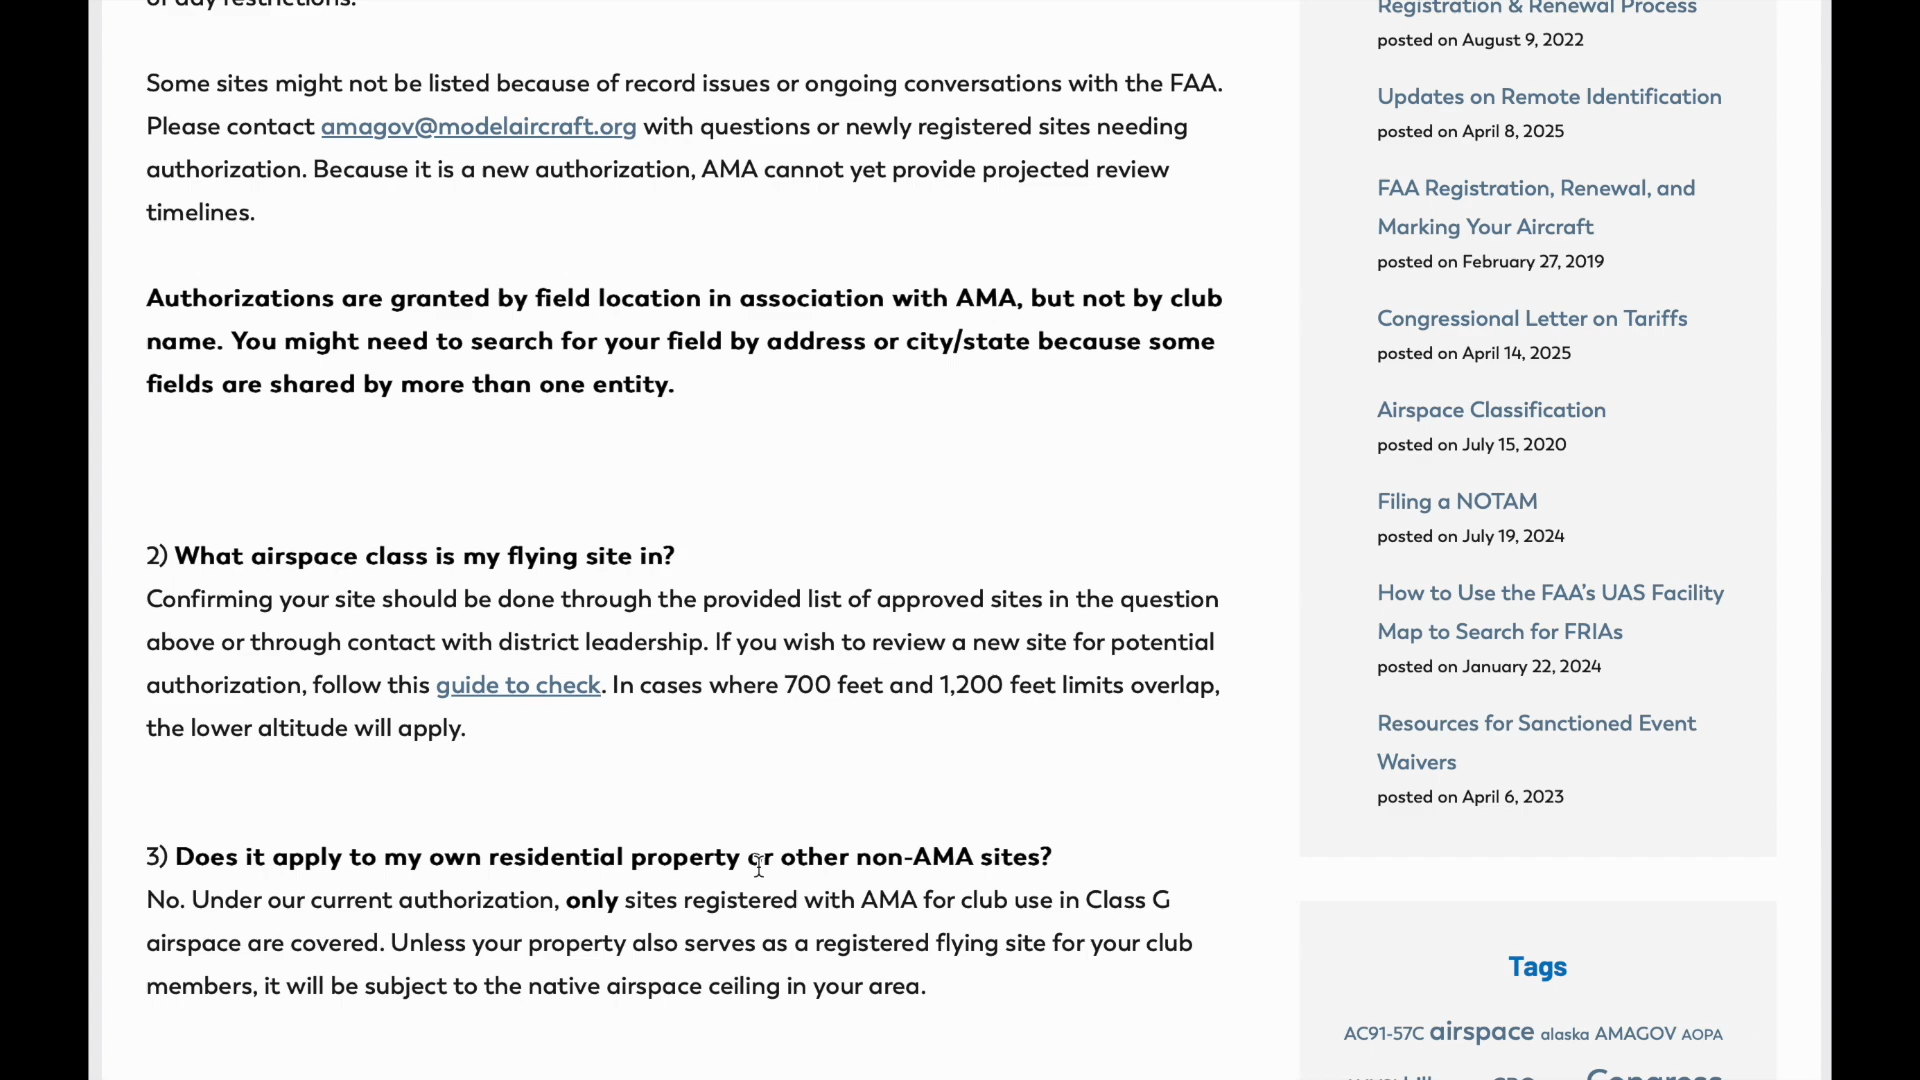 of day restrictions.
Some sites might not be listed because of record issues or ongoing conversations with the FAA.
Please contact amagov@modelaircraft.org with questions or newly registered sites needing
authorization. Because it is a new authorization, AMA cannot yet provide projected review
timelines.
Authorizations are granted by field location in association with AMA, but not by club
name. You might need to search for your field by address or city/state because some
fields are shared by more than one entity.
2) What airspace class is my flying site in?
Confirming your site should be done through the provided list of approved sites in the question
above or through contact with district leadership. If you wish to review a new site for potential
authorization, follow this guide to check. In cases where 700 feet and 1,200 feet limits overlap,
the lower altitude will apply.
3) Does it apply to my own residential property or other non-AMA sites?
No. Under our current authorization, only sites registered with AMA for club use in Class G
airspace are covered. Unless your property also serves as a registered flying site for your club
members, it will be subject to the native airspace ceiling in your area.
Registration & Renewal Process
posted on August 9, 2022
Updates on Remote Identification
posted on April 8, 2025
FAA Registration, Renewal, and
Marking Your Aircraft
posted on February 27, 2019
Congressional Letter on Tariffs
posted on April 14, 2025
Airspace Classification
posted on July 15, 2020
Filing a NOTAM
posted on July 19, 2024
How to Use the FAA’s UAS Facility
Map to Search for FRIAs
posted on January 22, 2024
Resources for Sanctioned Event
Waivers
posted on April 6, 2023
Tags
AC91-57C airspace alaska AMAGOV AOPA
Congress